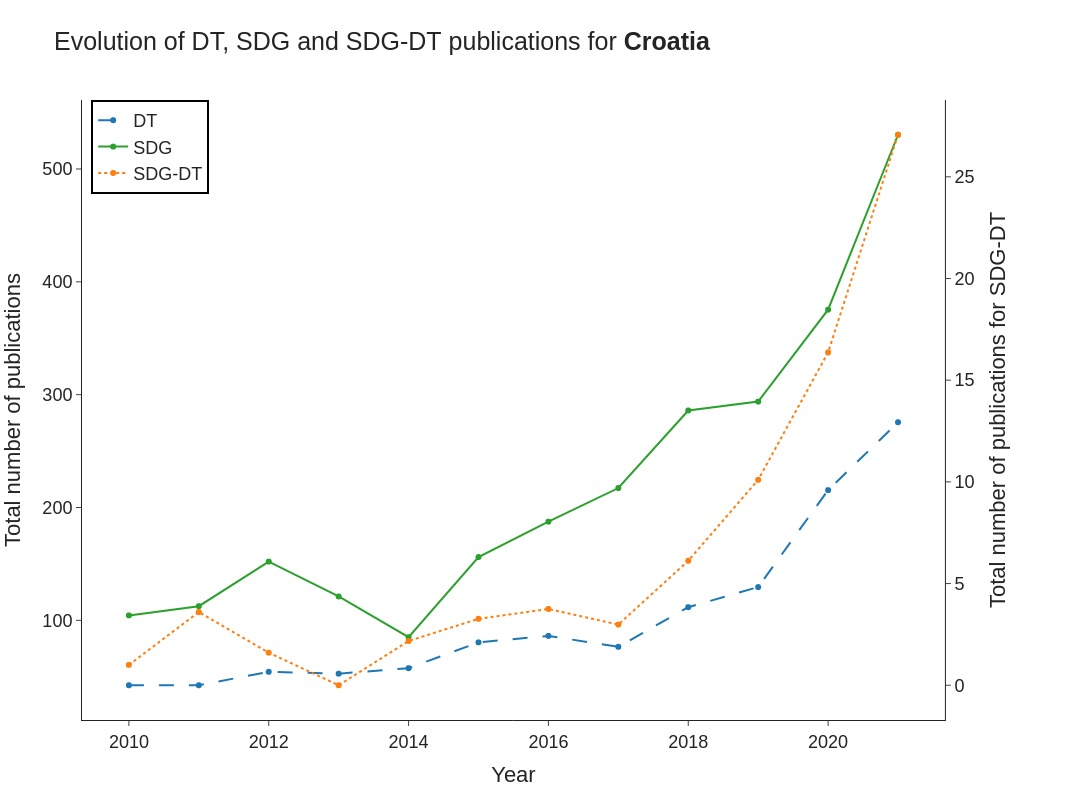 Evolution of DT, SDG and SDG-DT publications for Croatia
DT
SDG
SDG-DT
500
400
300
200
100
Total number of publications
25
20
15
10
5
0
Total number of publications for SDG-DT
2010
2012
2014
2016
2018
2020
Year